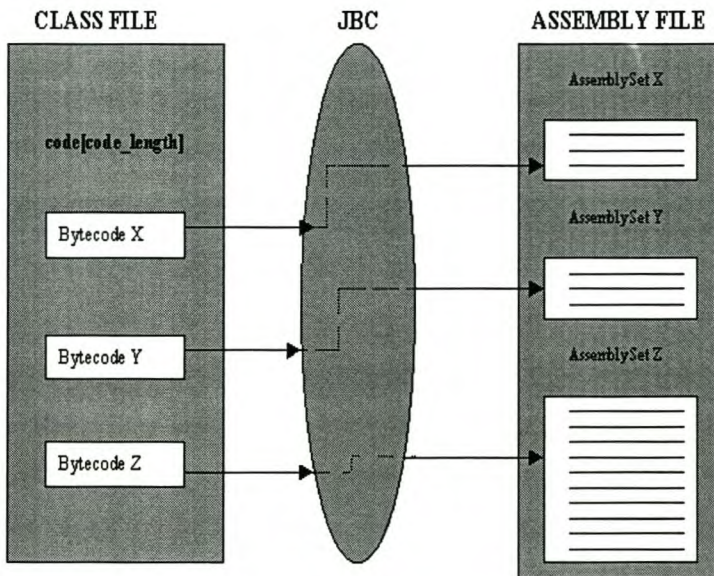 CLASS FILE
JBC
ASSEMBLY FILE
code[code_length]
Bytecode X
Bytecode Y
Bytecode Z
AssemblySet X
AssemblySet Y
AssemblySet Z